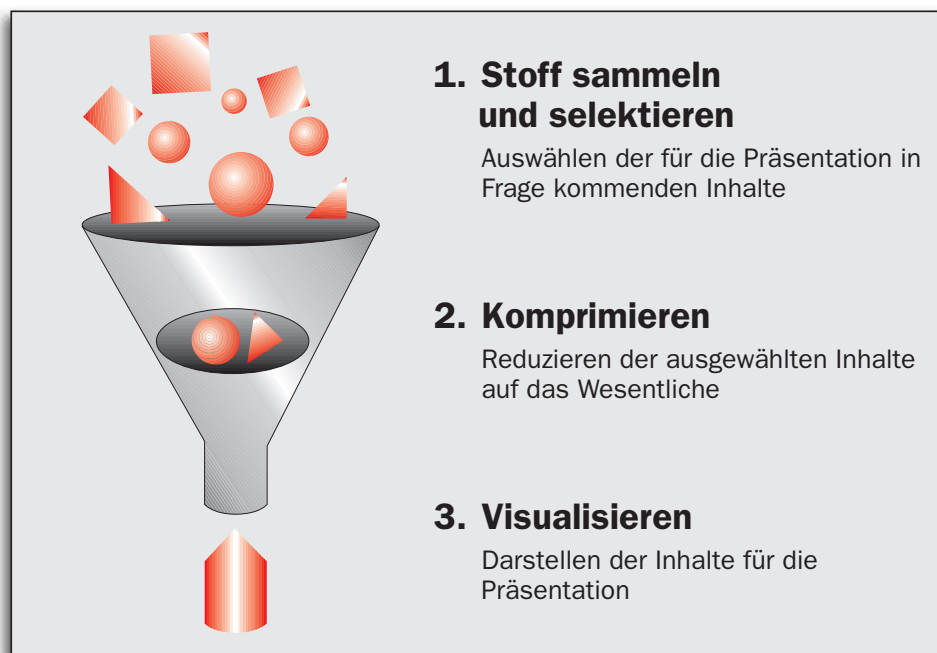 1. Stoff sammeln
und selektieren
Auswählen der für die Präsentation in
Frage kommenden Inhalte
2. Komprimieren
Reduzieren der ausgewählten Inhalte
auf das Wesentliche
3. Visualisieren
Darstellen der Inhalte für die
Präsentation